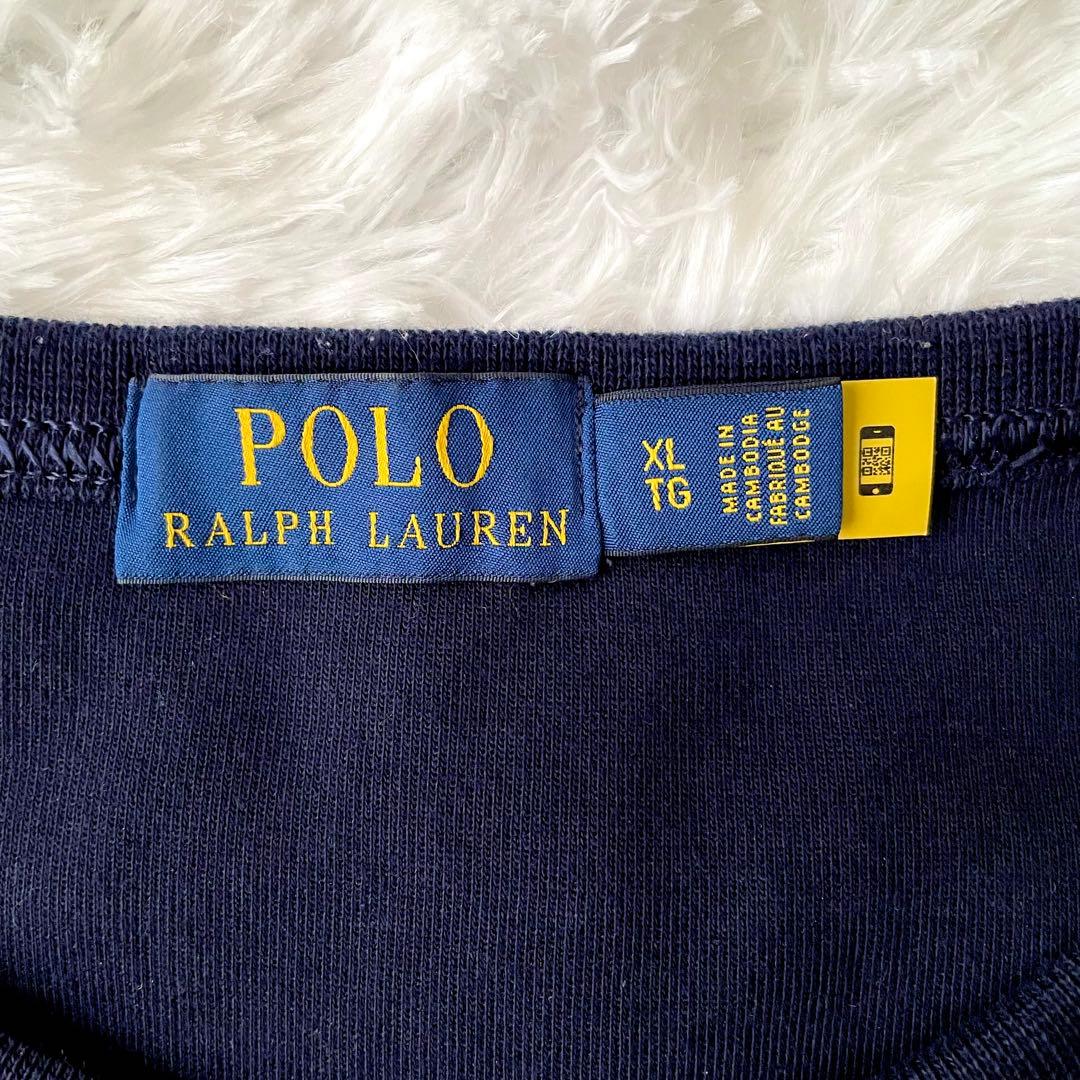 POLO
RALPH LAUREN
XL
TG
MADE IN
CAMBODIA
FABRIQUÉ AU
CAMBODGE